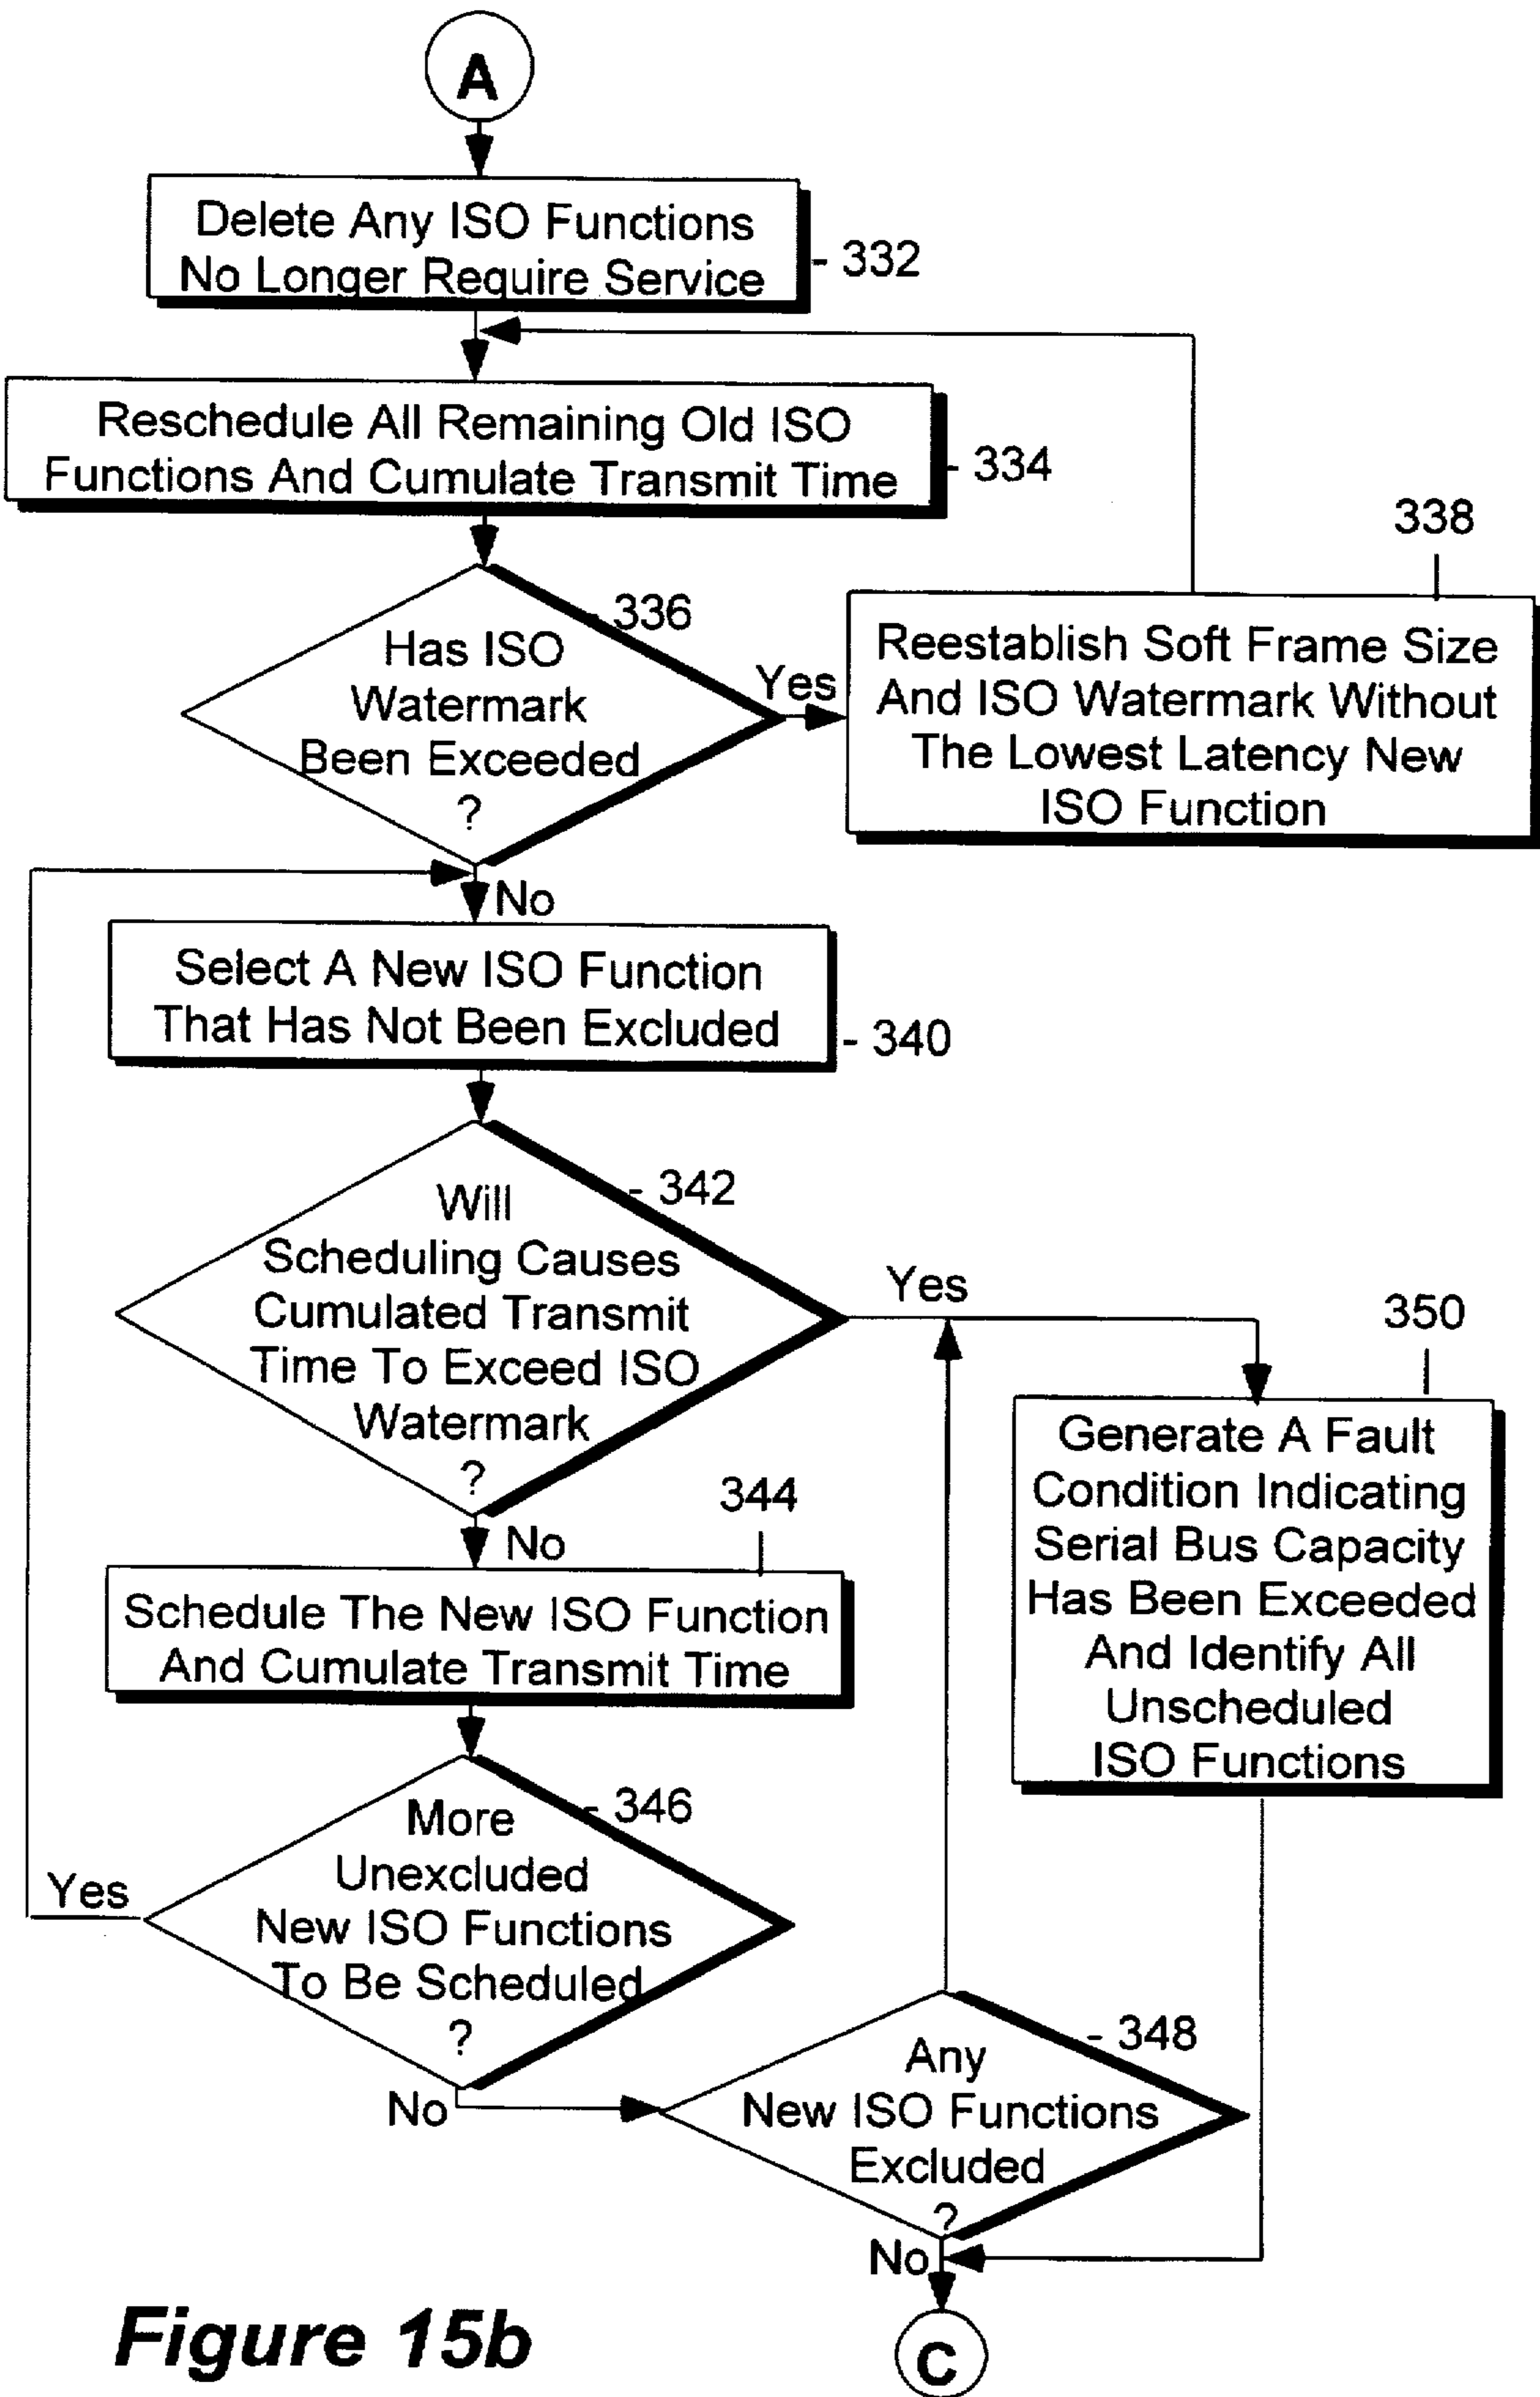 A
Delete Any ISO Functions
No Longer Require Service
- 332
Reschedule All Remaining Old ISO
Functions And Cumulate Transmit Time
- 334
338
- 336
Has ISO
Watermark
Been Exceeded
?
Yes
Reestablish Soft Frame Size
And ISO Watermark Without
The Lowest Latency New
ISO Function
No
Select A New ISO Function
That Has Not Been Excluded
- 340
- 342
Will
Scheduling Causes
Cumulated Transmit
Time To Exceed ISO
Watermark
?
Yes
350
Generate A Fault
Condition Indicating
Serial Bus Capacity
Has Been Exceeded
And Identify All
Unscheduled
ISO Functions
344
No
Schedule The New ISO Function
And Cumulate Transmit Time
- 346
More
Unexcluded
New ISO Functions
To Be Scheduled
?
Yes
No
- 348
Any
New ISO Functions
Excluded
?
No
C
Figure 15b